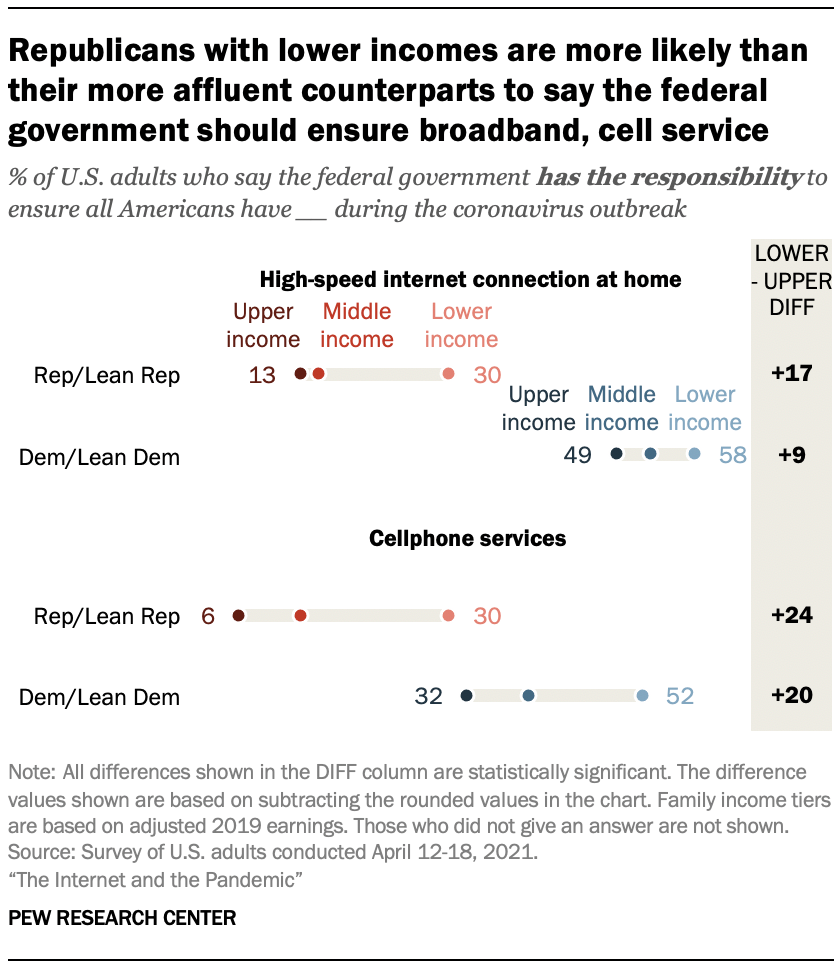 Republicans with lower incomes are more likely than
their more affluent counterparts to say the federal
government should ensure broadband, cell service
% of U.S. adults who say the federal government has the responsibility to
ensure all Americans have __ during the coronavirus outbreak
LOWER
- UPPER
DIFF
High-speed internet connection at home
Upper income
Middle income
Lower income
Rep/Lean Rep 13 30 +17
Upper income
Middle income
Lower income
Dem/Lean Dem 49 58 +9
Cellphone services
Rep/Lean Rep 6 30 +24
Dem/Lean Dem 32 52 +20
Note: All differences shown in the DIFF column are statistically significant. The difference
values shown are based on subtracting the rounded values in the chart. Family income tiers
are based on adjusted 2019 earnings. Those who did not give an answer are not shown.
Source: Survey of U.S. adults conducted April 12-18, 2021.
“The Internet and the Pandemic”
PEW RESEARCH CENTER